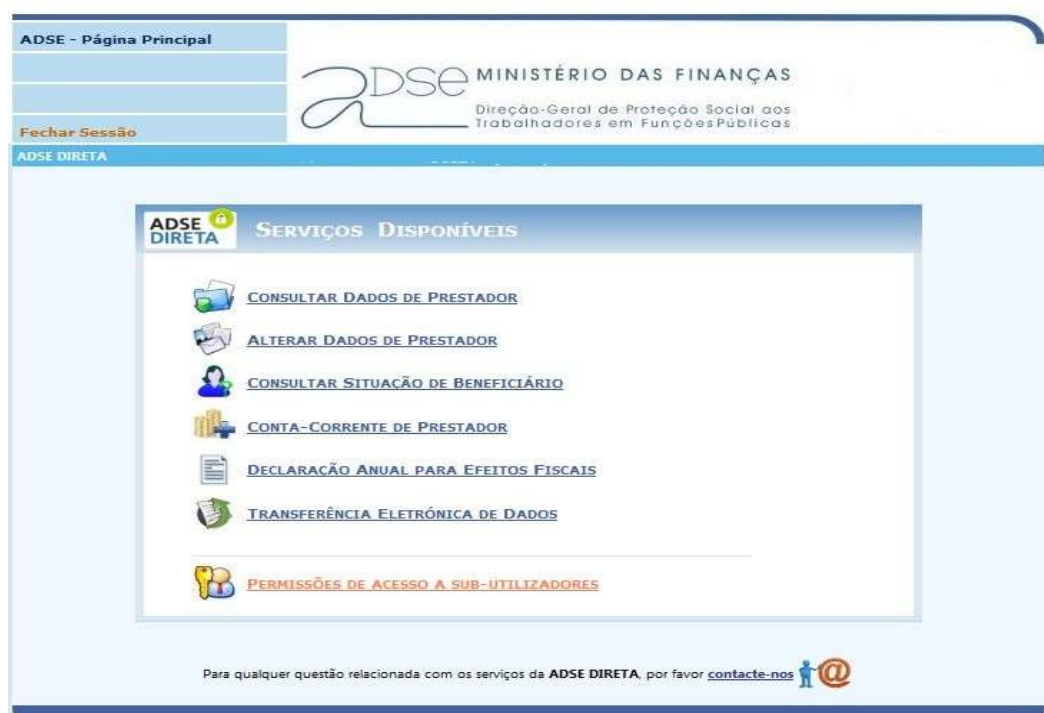 ADSE - Página Principal
Fechar Sessão
aDSe MINISTÉRIO DAS FINANÇAS
Direção-Geral de Proteção Social aos
Trabalhadores em Funções Públicas
ADSE DIRETA
ADSE
DIRETA
SERVIÇOS DISPONÍVEIS
CONSULTAR DADOS DE PRESTADOR
ALTERAR DADOS DE PRESTADOR
CONSULTAR SITUAÇÃO DE BENEFICIÁRIO
CONTA-CORRENTE DE PRESTADOR
DECLARAÇÃO ANUAL PARA EFEITOS FISCAIS
TRANSFERÊNCIA ELETRÓNICA DE DADOS
PERMISSÕES DE ACESSO A SUB-UTILIZADORES
Para qualquer questão relacionada com os serviços da ADSE DIRETA, por favor contacte-nos @